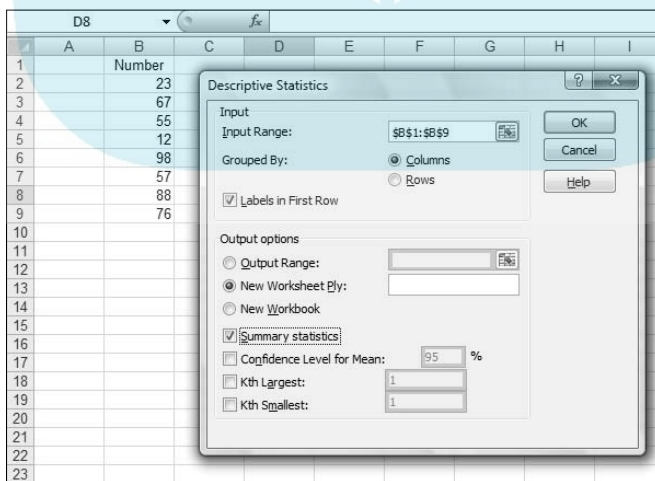 D8 fx
A B C D E F G H I
1 Number
2 23
3 67
4 55
5 12
6 98
7 57
8 88
9 76
10
11
12
13
14
15
16
17
18
19
20
21
22
23
Descriptive Statistics
Input
Input Range: $B$1:$B$9
Grouped By: Columns
Rows
Labels in First Row
OK
Cancel
Help
Output options
Output Range:
New Worksheet Ply:
New Workbook
Summary statistics
Confidence Level for Mean: 95 %
Kth Largest: 1
Kth Smallest: 1